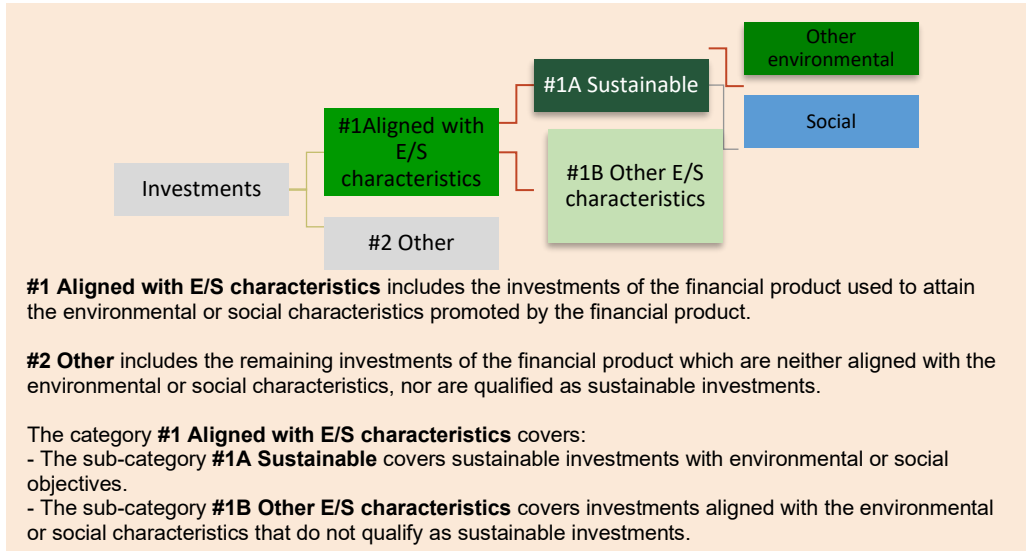 Other
environmental
#1A Sustainable
Social
#1Aligned with
E/S
characteristics
#1B Other E/S
characteristics
Investments
#2 Other
#1 Aligned with E/S characteristics includes the investments of the financial product used to attain
the environmental or social characteristics promoted by the financial product.
#2 Other includes the remaining investments of the financial product which are neither aligned with the
environmental or social characteristics, nor are qualified as sustainable investments.
The category #1 Aligned with E/S characteristics covers:
- The sub-category #1A Sustainable covers sustainable investments with environmental or social
objectives.
- The sub-category #1B Other E/S characteristics covers investments aligned with the environmental
or social characteristics that do not qualify as sustainable investments.